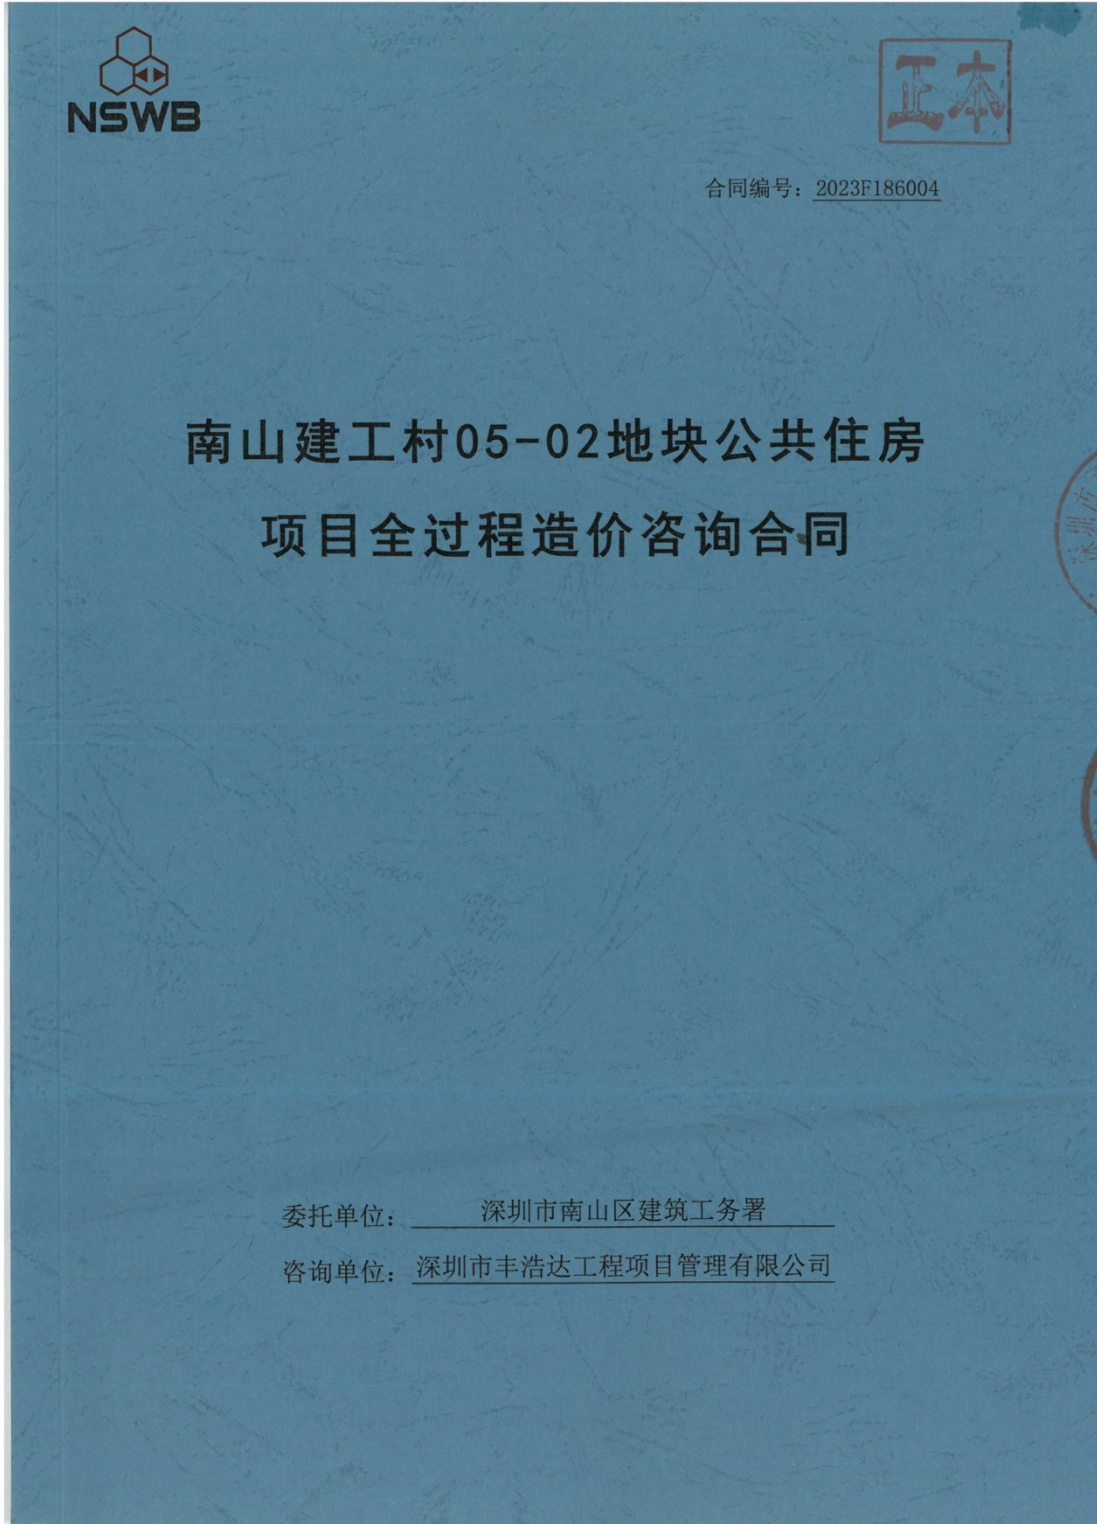 NSWB
正本
合同编号：2023F186004
南山建工村05-02地块公共住房
项目全过程造价咨询合同
深圳市
委托单位：深圳市南山区建筑工务署
咨询单位：深圳市丰浩达工程项目管理有限公司